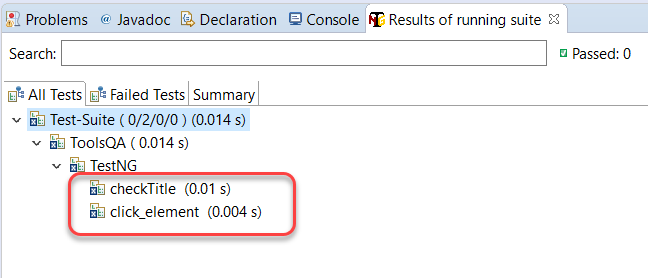 Problems @ Javadoc Declaration Console Results of running suite
Search: Passed: 0
All Tests Failed Tests Summary
Test-Suite ( 0/2/0/0 ) (0.014 s)
ToolsQA ( 0.014 s)
TestNG
checkTitle (0.01 s)
click_element (0.004 s)